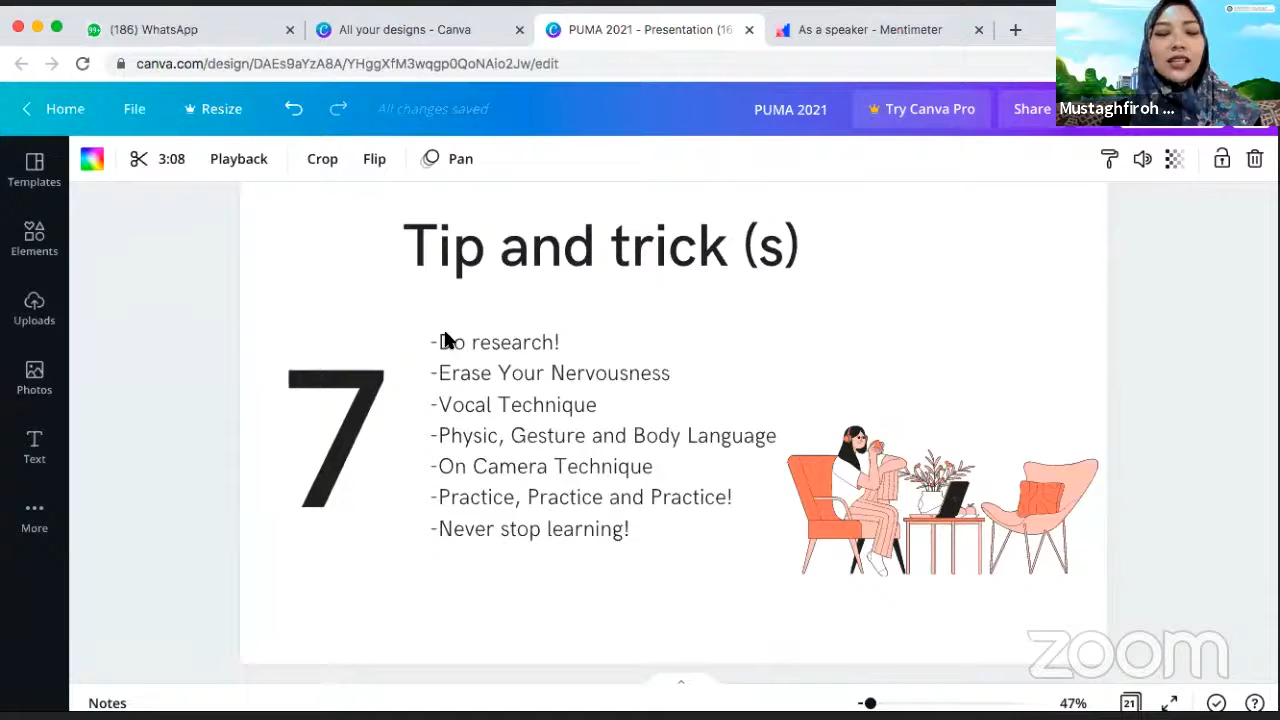 (186) WhatsApp
All your designs - Canva
PUMA 2021 - Presentation (16
As a speaker - Mentimeter
canva.com/design/DAEs9aYzA8A/YHggXfM3wqgp0QoNAio2Jw/edit
Mustaghfiroh ...
Home
File
Resize
All changes saved
PUMA 2021
Try Canva Pro
Share
3:08
Playback
Crop
Flip
Pan
Templates
Elements
Uploads
Photos
Text
More
Tip and trick (s)
7
-Do research!
-Erase Your Nervousness
-Vocal Technique
-Physic, Gesture and Body Language
-On Camera Technique
-Practice, Practice and Practice!
-Never stop learning!
zoom
Notes
47%
21